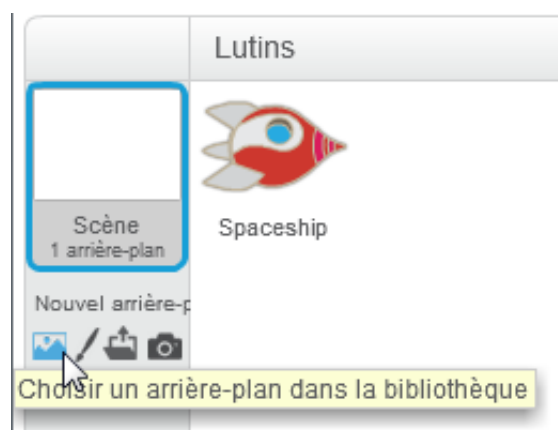 Lutins
Scène
1 arrière-plan
Spaceship
Nouvel arrière-p
Choisir un arrière-plan dans la bibliothèque